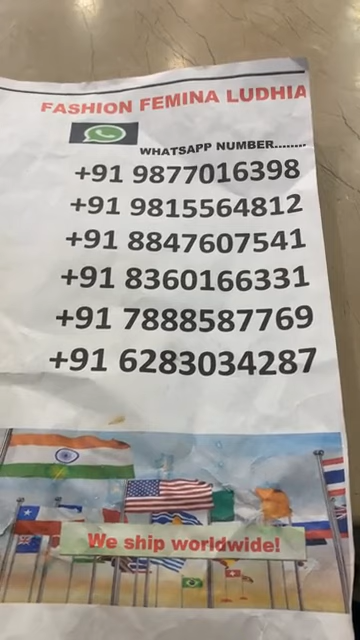 FASHION FEMINA LUDHIA
WHATSAPP NUMBER........
+91 9877016398
+91 9815564812
+91 8847607541
+91 8360166331
+91 7888587769
+91 6283034287
We ship worldwide!